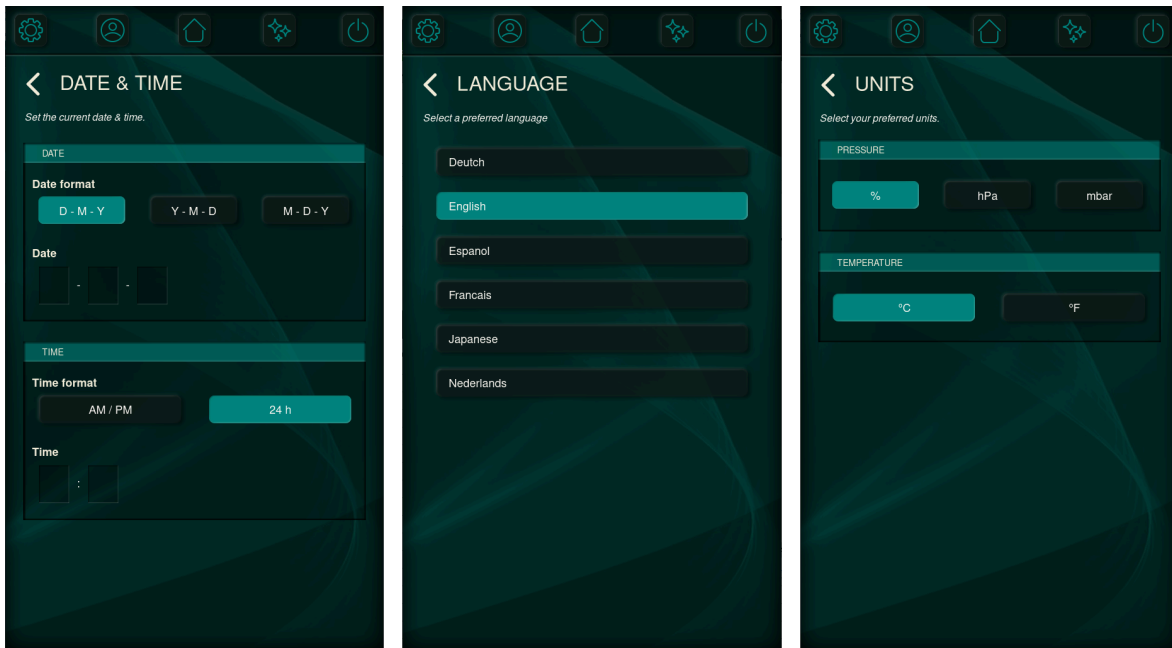 DATE & TIME
Set the current date & time.
DATE
Date format
D - M - Y
Y - M - D
M - D - Y
Date
- -
TIME
Time format
AM / PM
24 h
Time
:
LANGUAGE
Select a preferred language
Deutch
English
Espanol
Francais
Japanese
Nederlands
UNITS
Select your preferred units.
PRESSURE
%
hPa
mbar
TEMPERATURE
°C
°F